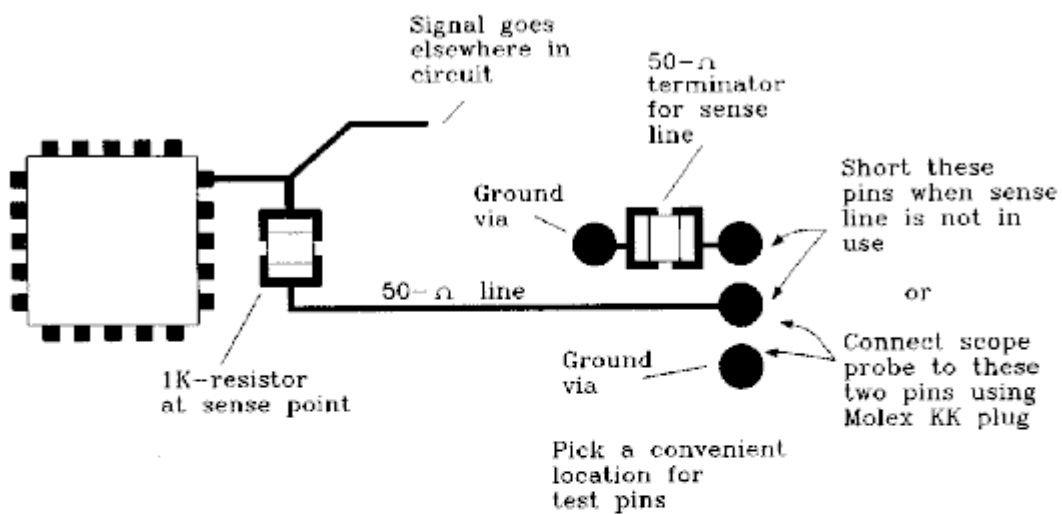 Signal goes
elsewhere in
circuit
50-Ω
terminator
for sense
line
Short these
pins when sense
line is not in
use
Ground
via
50-Ω line
or
1K-resistor
at sense point
Ground
via
Connect scope
probe to these
two pins using
Molex KK plug
Pick a convenient
location for
test pins